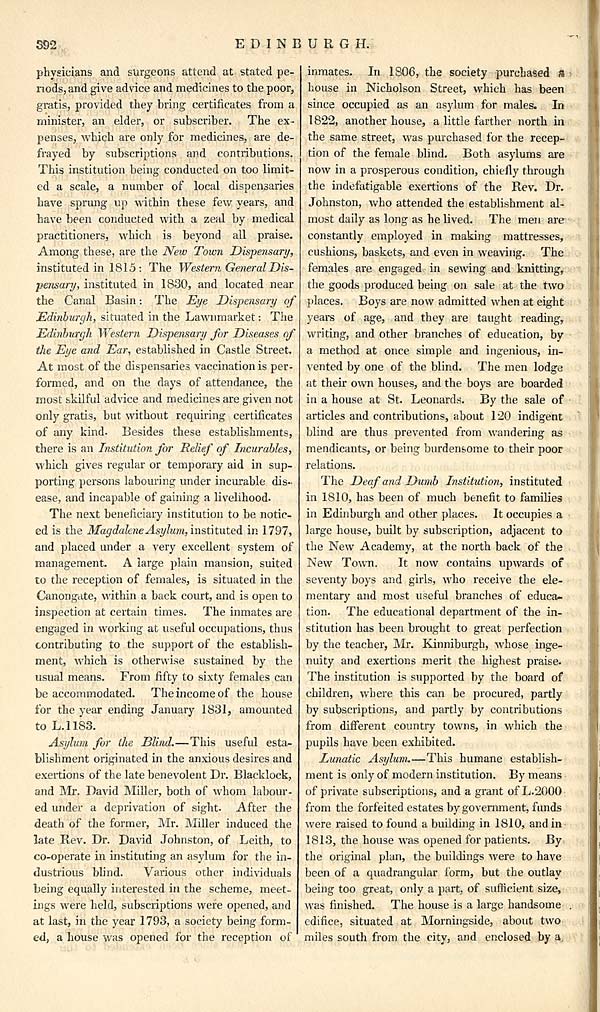 392
EDINBURGH.
physicians and surgeons attend at stated pe-
riods, and give advice and medicines to the poor,
gratis, provided they bring certificates from a
minister, an elder, or subscriber. The ex-
penses, which are only for medicines, are de-
frayed by subscriptions and contributions.
This institution being conducted on too limit-
ed a scale, a number of local dispensaries
have sprung up within these few years, and
have been conducted with a zeal by medical
practitioners, which is beyond all praise.
Among these, are the New Town Dispensary,
instituted in 1815: The Western General Dis-
pensary, instituted in 1830, and located near
the Canal Basin: The Eye Dispensary of
Edinburgh, situated in the Lawnmarket: The
Edinburgh Western Dispensary for Diseases of
the Eye and Ear, established in Castle Street.
At most of the dispensaries vaccination is per-
formed, and on the days of attendance, the
most skilful advice and medicines are given not
only gratis, but without requiring certificates
of any kind. Besides these establishments,
there is an Institution for Relief of Incurables,
which gives regular or temporary aid in sup-
porting persons labouring under incurable dis-
ease, and incapable of gaining a livelihood.
The next beneficiary institution to be notic-
ed is the Magdalene Asylum, instituted in 1797,
and placed under a very excellent system of
management. A large plain mansion, suited
to the reception of females, is situated in the
Canongate, within a back court, and is open to
inspection at certain times. The inmates are
engaged in working at useful occupations, thus
contributing to the support of the establish-
ment, which is otherwise sustained by the
usual means. From fifty to sixty females can
be accommodated. The income of the house
for the year ending January 1831, amounted
to L.1183.
Asylum for the Blind.—This useful esta-
blishment originated in the anxious desires and
exertions of the late benevolent Dr. Blacklock,
and Mr. David Miller, both of whom labour-
ed under a deprivation of sight. After the
death of the former, Mr. Miller induced the
late Rev. Dr. David Johnston, of Leith, to
co-operate in instituting an asylum for the in-
dustrious blind. Various other individuals
being equally interested in the scheme, meet-
ings were held, subscriptions were opened, and
at last, in the year 1793, a society being form-
ed, a house was opened for the reception of
inmates. In 1806, the society purchased a
house in Nicholson Street, which has been
since occupied as an asylum for males. In
1822, another house, a little farther north in
the same street, was purchased for the recep-
tion of the female blind. Both asylums are
now in a prosperous condition, chiefly through
the indefatigable exertions of the Rev. Dr.
Johnston, who attended the establishment al-
most daily as long as he lived. The men are
constantly employed in making mattresses,
cushions, baskets, and even in weaving. The
females are engaged in sewing and knitting,
the goods produced being on sale at the two
places. Boys are now admitted when at eight
years of age, and they are taught reading,
writing, and other branches of education, by
a method at once simple and ingenious, in-
vented by one of the blind. The men lodge
at their own houses, and the boys are boarded
in a house at St. Leonards. By the sale of
articles and contributions, about 120 indigent
blind are thus prevented from wandering as
mendicants, or being burdensome to their poor
relations.
The Deaf and Dumb Institution, instituted
in 1810, has been of much benefit to families
in Edinburgh and other places. It occupies a
large house, built by subscription, adjacent to
the New Academy, at the north back of the
New Town. It now contains upwards of
seventy boys and girls, who receive the ele-
mentary and most useful branches of educa-
tion. The educational department of the in-
stitution has been brought to great perfection
by the teacher, Mr. Kinniburgh, whose inge-
nuity and exertions merit the highest praise.
The institution is supported by the board of
children, where this can be procured, partly
by subscriptions, and partly by contributions
from different country towns, in which the
pupils have been exhibited.
Lunatic Asylum.—This humane establish-
ment is only of modern institution. By means
of private subscriptions, and a grant of L.2000
from the forfeited estates by government, funds
were raised to found a building in 1810, and in
1813, the house was opened for patients. By
the original plan, the buildings were to have
been of a quadrangular form, but the outlay
being too great, only a part, of sufficient size,
was finished. The house is a large handsome
edifice, situated at Morningside, about two
miles south from the city, and enclosed by a